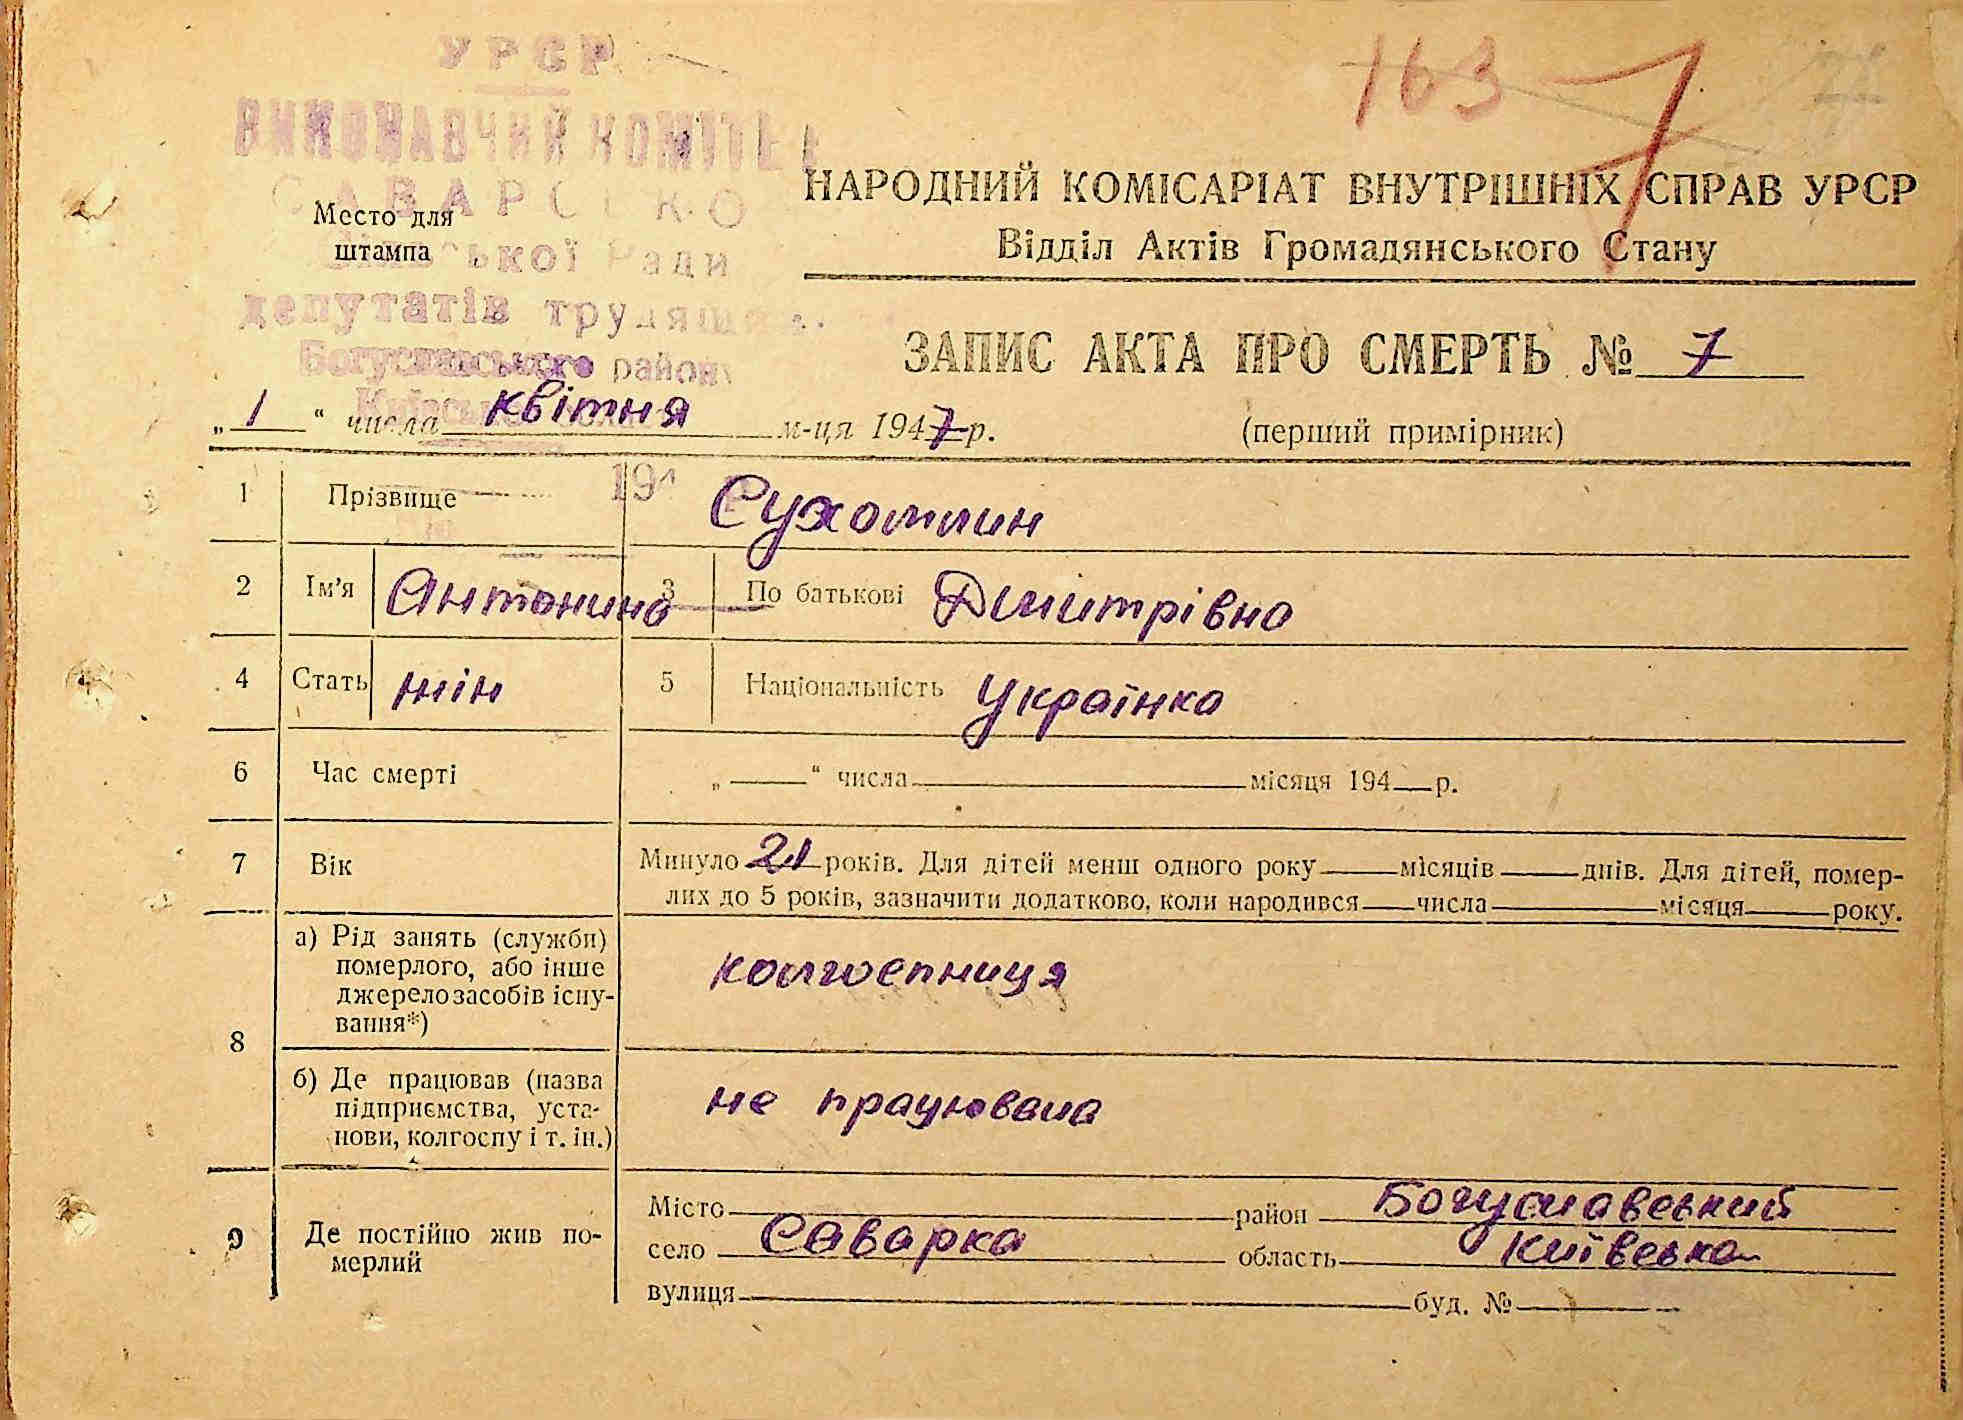 УРСР
ВИКОНАВЧИЙ КОМІТЕТ
САВАРСЬКО
ської Ради
депутатів трудящ
Богуславського району
163 7
Место для
штампа
НАРОДНИЙ КОМІСАРІАТ ВНУТРІШНІХ СПРАВ УРСР
Відділ Актів Громадянського Стану
ЗАПИС АКТА ПРО СМЕРТЬ № 7
„1“ числа квітня м-ця 1947 р.
(перший примірник)
194
1 Прізвище Сухотин
2 Ім'я Антонина 3 По батькові Дмитрівна
4 Стать жін 5 Національність Українка
6 Час смерті „ “ числа місяця 194 р.
7 Вік Минуло 21 років. Для дітей менш одного року місяців днів. Для дітей, помер-
лих до 5 років, зазначити додатково, коли народився числа місяця року.
8 а) Рід занять (служби)
померлого, або інше
джерело засобів існу-
вання*)
колгоспниця
б) Де працював (назва
підприємства, уста-
нови, колгоспу і т. ін.)
не працювала
9 Де постійно жив по-
мерлий
Місто район Богуславський
село Саварка область Київська
вулиця буд. №